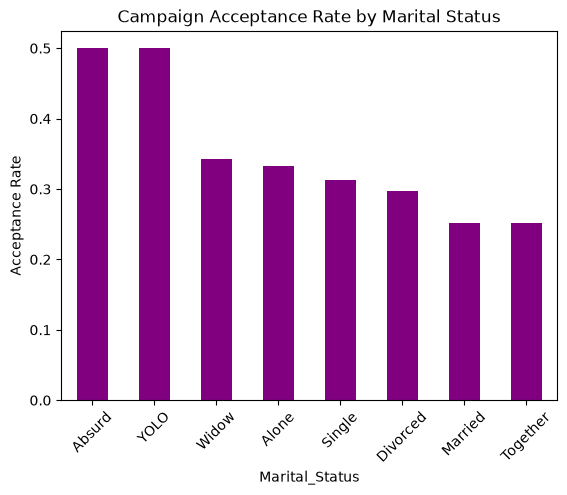 Campaign Acceptance Rate by Marital Status
Acceptance Rate
0.5
0.4
0.3
0.2
0.1
0.0
Absurd
YOLO
Widow
Alone
Single
Divorced
Married
Together
Marital_Status